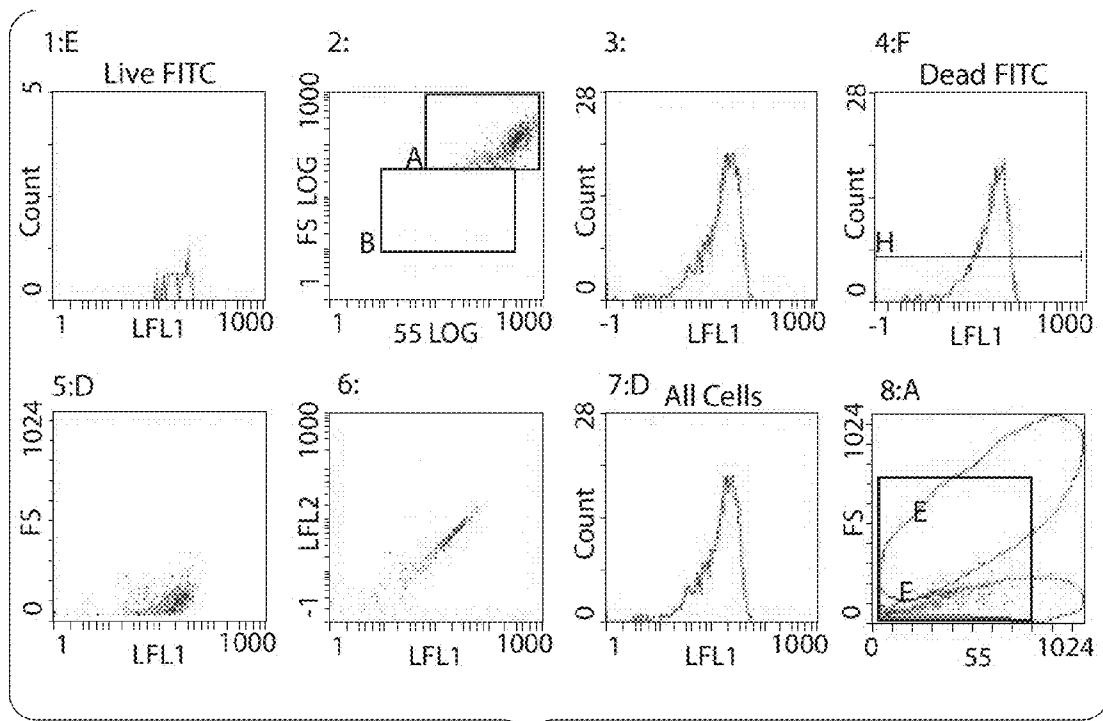 1:E
Live FITC
5
Count
0
1
1000
LFL1
2:
1000
FS LOG
1
A
B
1
1000
55 LOG
3:
28
Count
0
-1
1000
LFL1
4:F
Dead FITC
28
Count
0
H
-1
1000
LFL1
5:D
1024
FS
0
1
1000
LFL1
6:
1000
LFL2
-1
1
1000
LFL1
7:D
All Cells
28
Count
0
1
1000
LFL1
8:A
1024
FS
0
E
F
0
1024
55